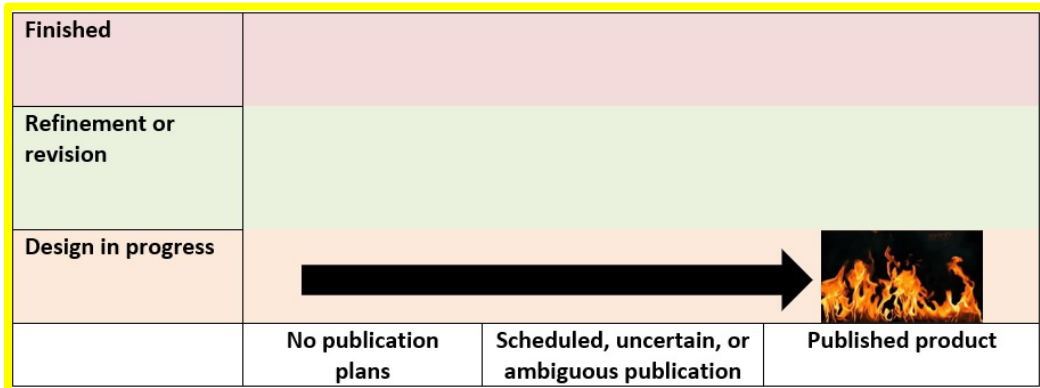 Finished
Refinement or
revision
Design in progress
No publication
plans
Scheduled, uncertain, or
ambiguous publication
Published product